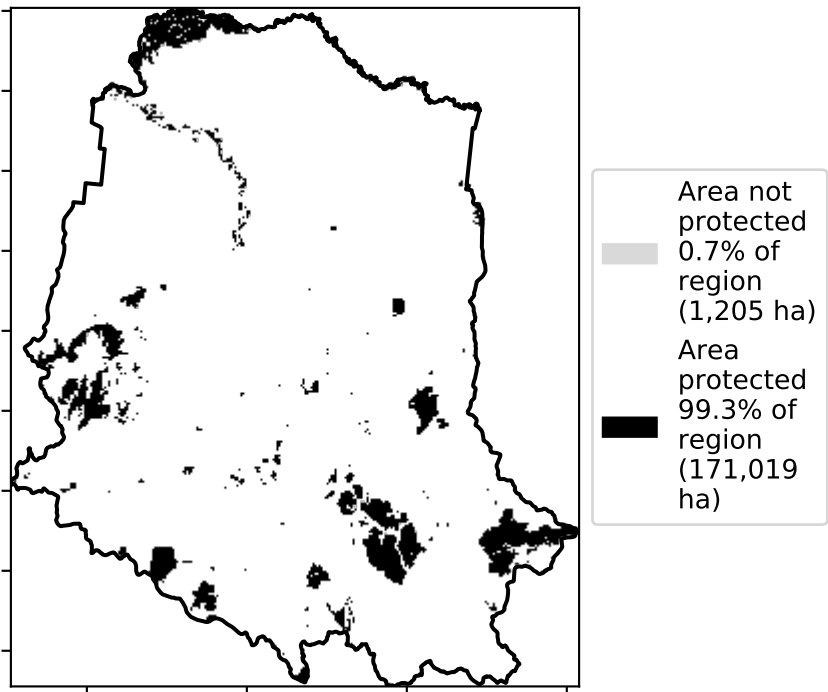 Area not
protected
0.7% of
region
(1,205 ha)
Area
protected
99.3% of
region
(171,019
ha)